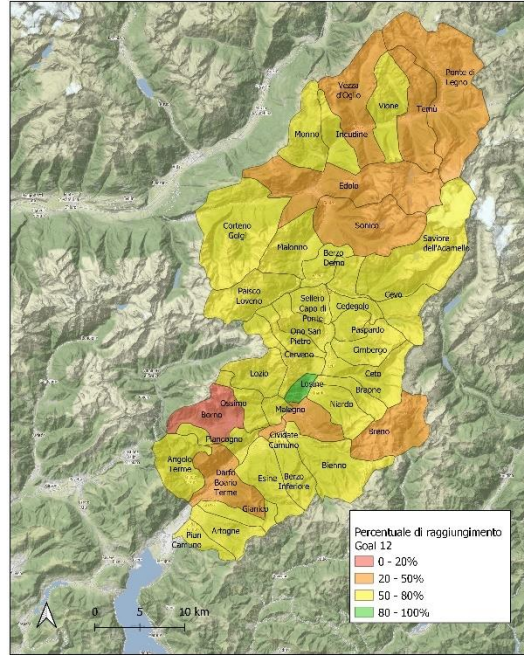 Vezza
d'Oglio
Ponte di
Legno
Vione
Temù
Monno
Incudine
Edolo
Sonico
Corteno
Golgi
Malonno
Saviore
dell'Adamello
Berzo
Demo
Paisco
Loveno
Sellero
Cedegolo
Cevo
Capo di
Ponte
Ono San
Pietro
Paspardo
Cimbergo
Cerveno
Lozio
Losine
Ceto
Braone
Ossimo
Borno
Malegno
Niardo
Piancogno
Cividate
Camuno
Breno
Angolo
Terme
Darfo
Boario
Terme
Esine
Berzo
Inferiore
Bienno
Gianico
Artogne
Pian
Camuno
Percentuale di raggiungimento
Goal 12
0 - 20%
20 - 50%
50 - 80%
80 - 100%
0 5 10 km